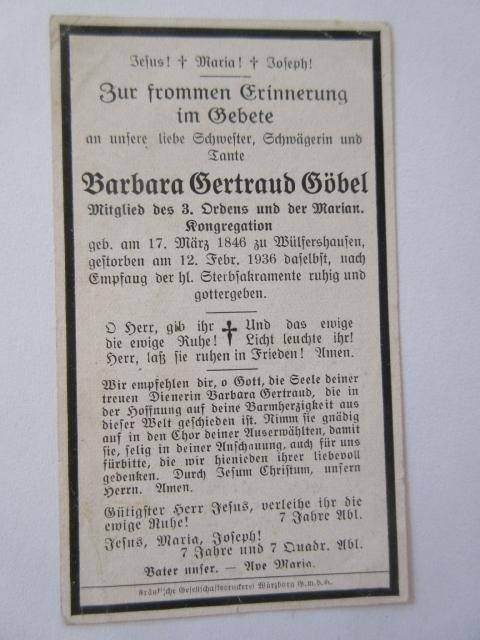 Jesus! † Maria! † Joseph!
Zur frommen Erinnerung
im Gebete
an unsere liebe Schwester, Schwägerin und
Tante
Barbara Gertraud Göbel
Mitglied des 3. Ordens und der Marian.
Kongregation
geb. am 17. März 1846 zu Wülfershausen,
gestorben am 12. Febr. 1936 daselbst, nach
Empfang der hl. Sterbsakramente ruhig und
gottergeben.
O Herr, gib ihr † Und das ewige
die ewige Ruhe! Licht leuchte ihr!
Herr, laß sie ruhen in Frieden! Amen.
Wir empfehlen dir, o Gott, die Seele deiner
treuen Dienerin Barbara Gertraud, die in
der Hoffnung auf deine Barmherzigkeit aus
dieser Welt geschieden ist. Nimm sie gnädig
auf in den Chor deiner Auserwählten, damit
sie, selig in deiner Anschauung, auch für uns
fürbitte, die wir hienieden ihrer liebevoll
gedenken. Durch Jesum Christum, unsern
Herrn. Amen.
Gütigster Herr Jesus, verleihe ihr die
ewige Ruhe! 7 Jahre Abl.
Jesus, Maria, Joseph!
7 Jahre und 7 Quadr. Abl.
Vater unser. — Ave Maria.
Fränkische Gesellschaftsdruckerei Würzburg G.m.b.H.